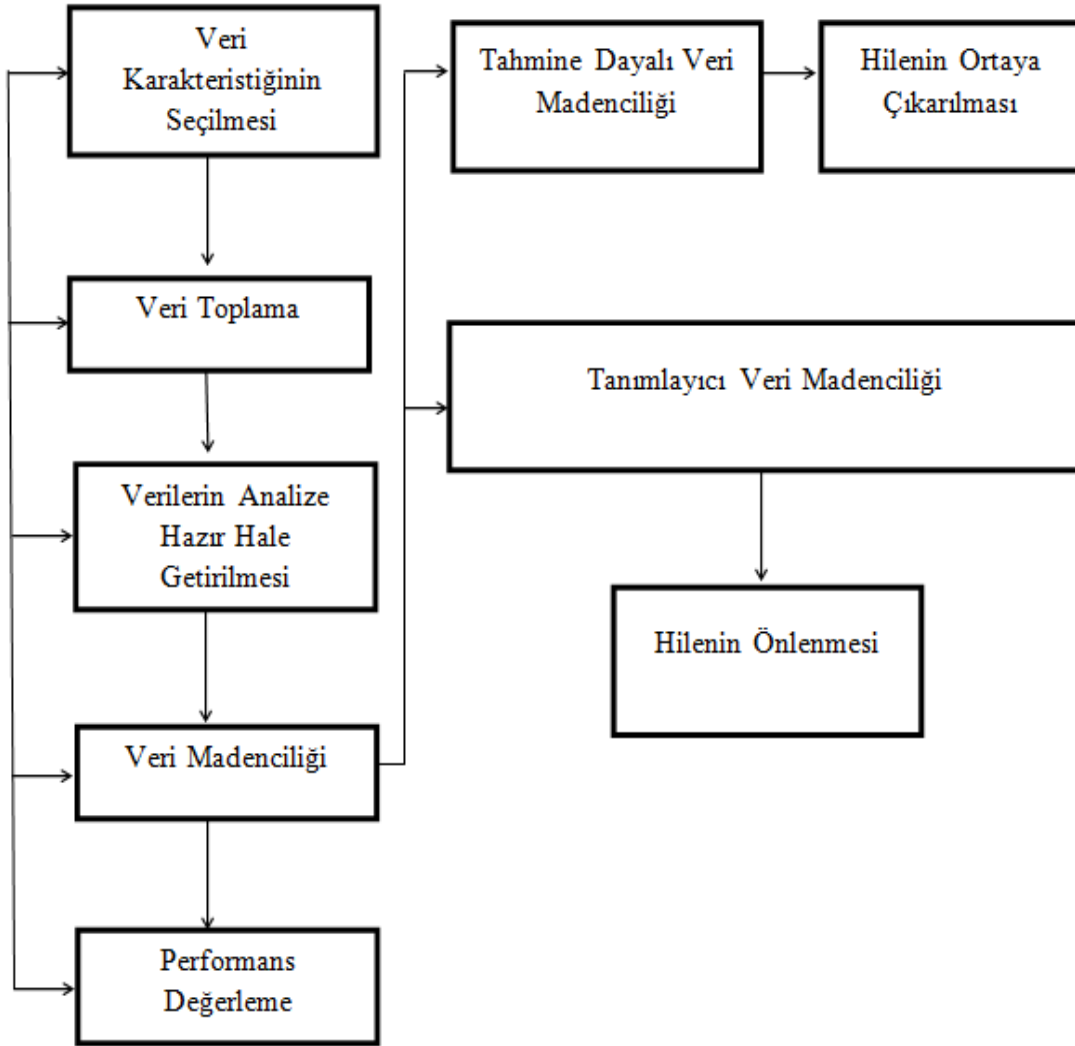 Veri
Karakteristiğinin
Seçilmesi
Veri Toplama
Verilerin Analize
Hazır Hale
Getirilmesi
Veri Madenciliği
Performans
Değerleme
Tahmine Dayalı Veri
Madenciliği
Hilenin Ortaya
Çıkarılması
Tanımlayıcı Veri Madenciliği
Hilenin Önlenmesi